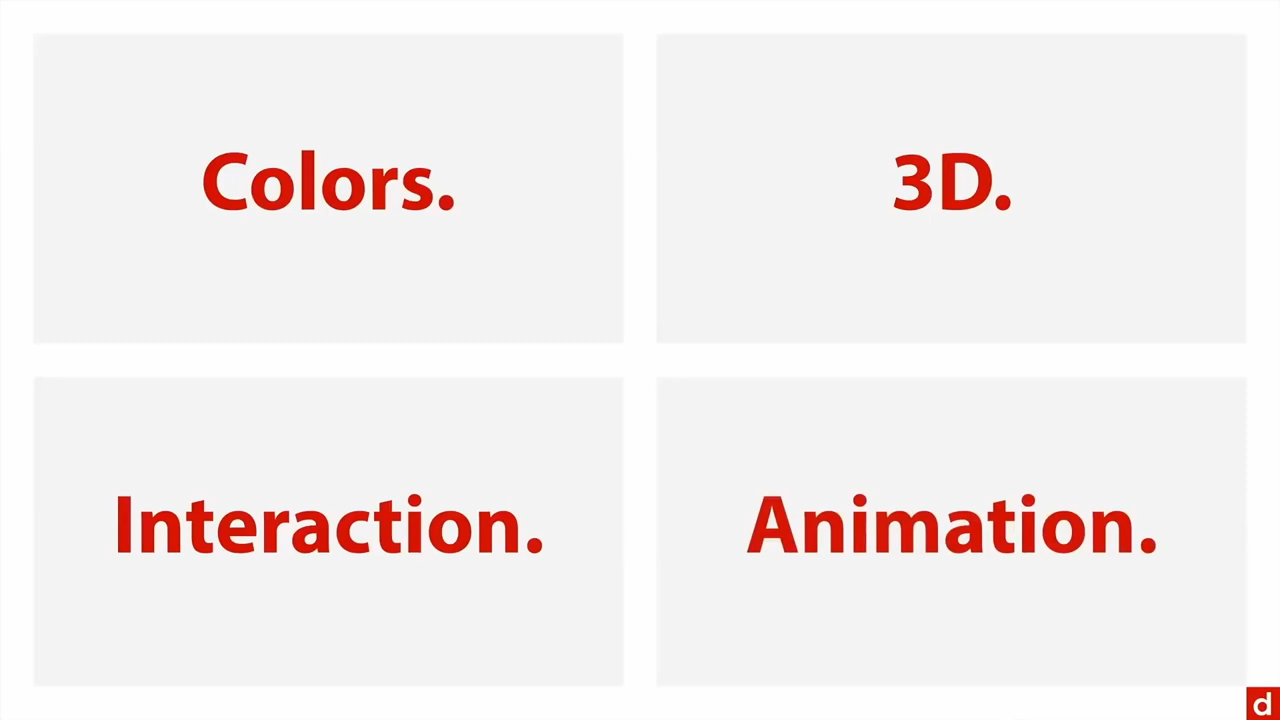 Colors.
3D.
Interaction.
Animation.
d